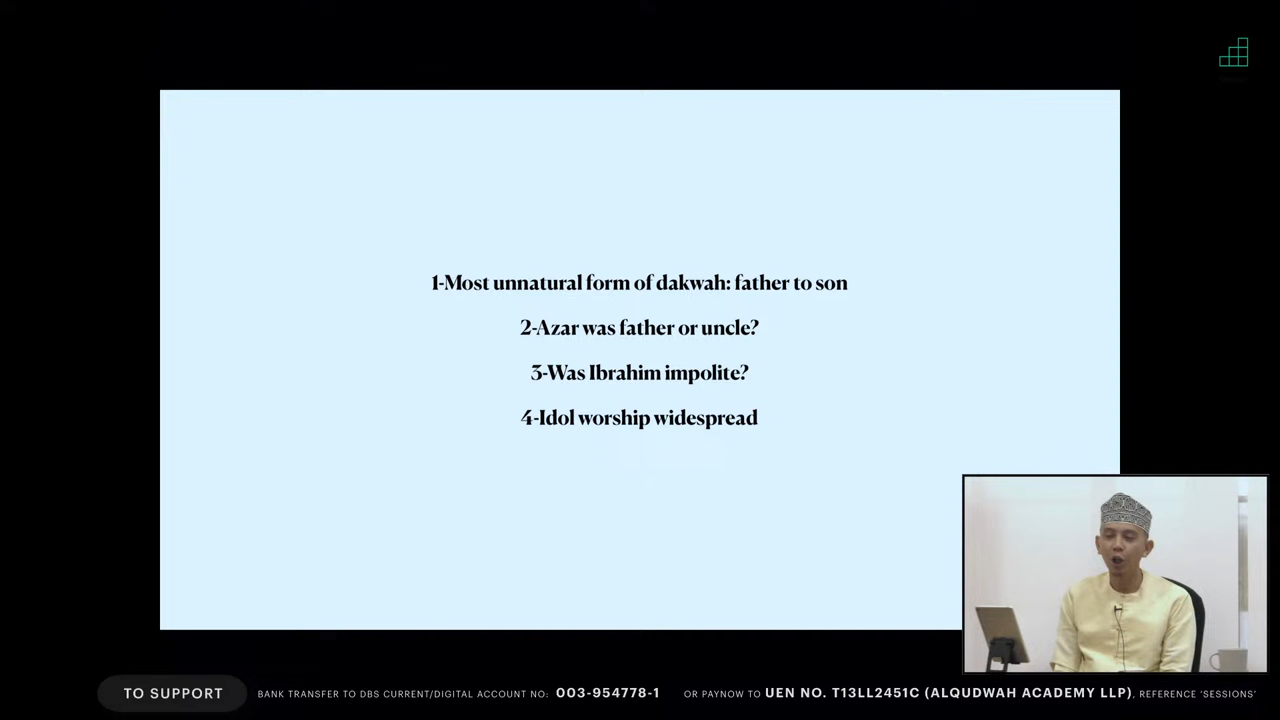 1-Most unnatural form of dakwah: father to son
2-Azar was father or uncle?
3-Was Ibrahim impolite?
4-Idol worship widespread
TO SUPPORT BANK TRANSFER TO DBS CURRENT/DIGITAL ACCOUNT NO: 003-954778-1 OR PAYNOW TO UEN NO. T13LL2451C (ALQUDWAH ACADEMY LLP), REFERENCE 'SESSIONS'